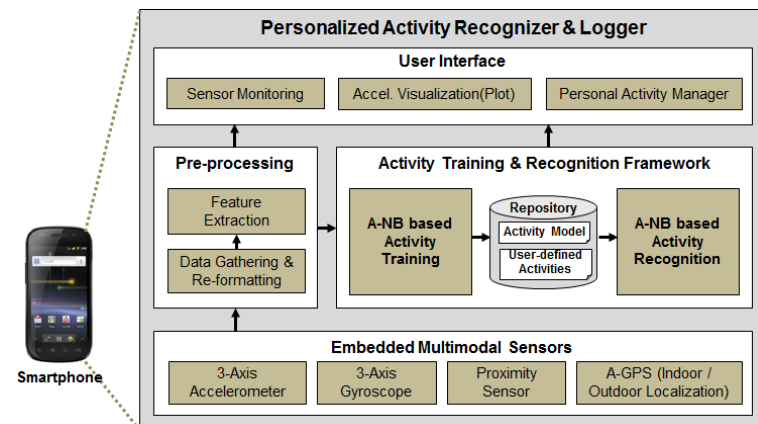 Personalized Activity Recognizer & Logger
User Interface
Sensor Monitoring
Accel. Visualization(Plot)
Personal Activity Manager
Pre-processing
Feature
Extraction
Data Gathering &
Re-formatting
Activity Training & Recognition Framework
A-NB based
Activity
Training
Repository
Activity Model
User-defined
Activities
A-NB based
Activity
Recognition
Embedded Multimodal Sensors
3-Axis
Accelerometer
3-Axis
Gyroscope
Proximity
Sensor
A-GPS (Indoor /
Outdoor Localization)
Smartphone